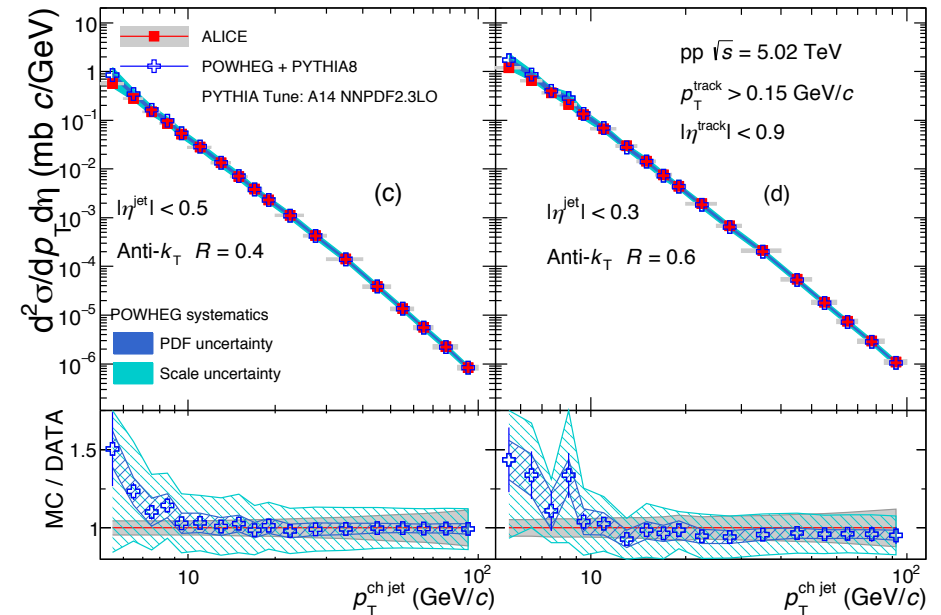 d²σ/dp_T dη (mb c/GeV)
10
1
10⁻¹
10⁻²
10⁻³
10⁻⁴
10⁻⁵
10⁻⁶
ALICE
POWHEG + PYTHIA8
PYTHIA Tune: A14 NNPDF2.3LO
(c)
|η^jet| < 0.5
Anti-k_T R = 0.4
POWHEG systematics
PDF uncertainty
Scale uncertainty
pp √s = 5.02 TeV
p_T^track > 0.15 GeV/c
|η^track| < 0.9
(d)
|η^jet| < 0.3
Anti-k_T R = 0.6
MC / DATA
1.5
1
10
10²
p_T^ch jet (GeV/c)
10
10²
p_T^ch jet (GeV/c)